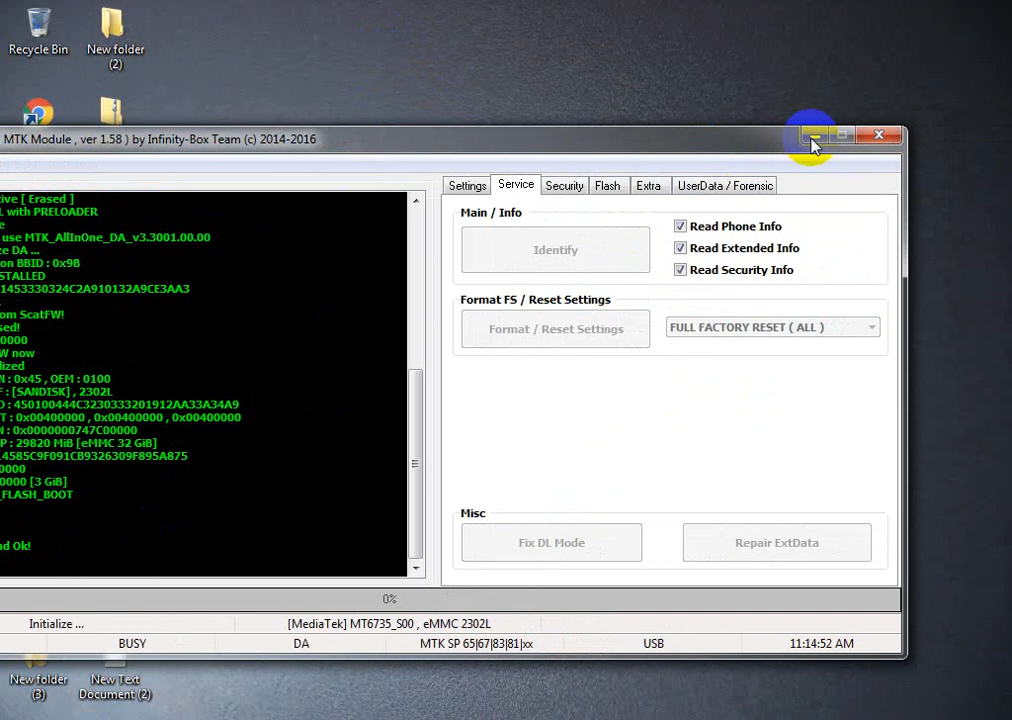 Recycle Bin
New folder
(2)
MTK Module , ver 1.58 ) by Infinity-Box Team (c) 2014-2016
Settings
Service
Security
Flash
Extra
UserData / Forensic
tive [ Erased ]
L with PRELOADER
e
use MTK_AllInOne_DA_v3.3001.00.00
ze DA ...
on BBID : 0x9B
STALLED
1453330324C2A910132A9CE3AA3
om ScatFW!
sed!
0000
W now
lized
N : 0x45 , OEM : 0100
F : [SANDISK] , 2302L
D : 450100444C3230333201912AA33A34A9
T : 0x00400000 , 0x00400000 , 0x00400000
N : 0x0000000747C00000
P : 29820 MiB [eMMC 32 GiB]
14585C9F091CB9326309F895A875
0000
0000 [3 GiB]
_FLASH_BOOT
nd Ok!
Main / Info
Identify
Read Phone Info
Read Extended Info
Read Security Info
Format FS / Reset Settings
Format / Reset Settings
FULL FACTORY RESET ( ALL )
Misc
Fix DL Mode
Repair ExtData
0%
Initialize ...
[MediaTek] MT6735_S00 , eMMC 2302L
BUSY
DA
MTK SP 65|67|83|81|xx
USB
11:14:52 AM
New folder
(3)
New Text
Document (2)